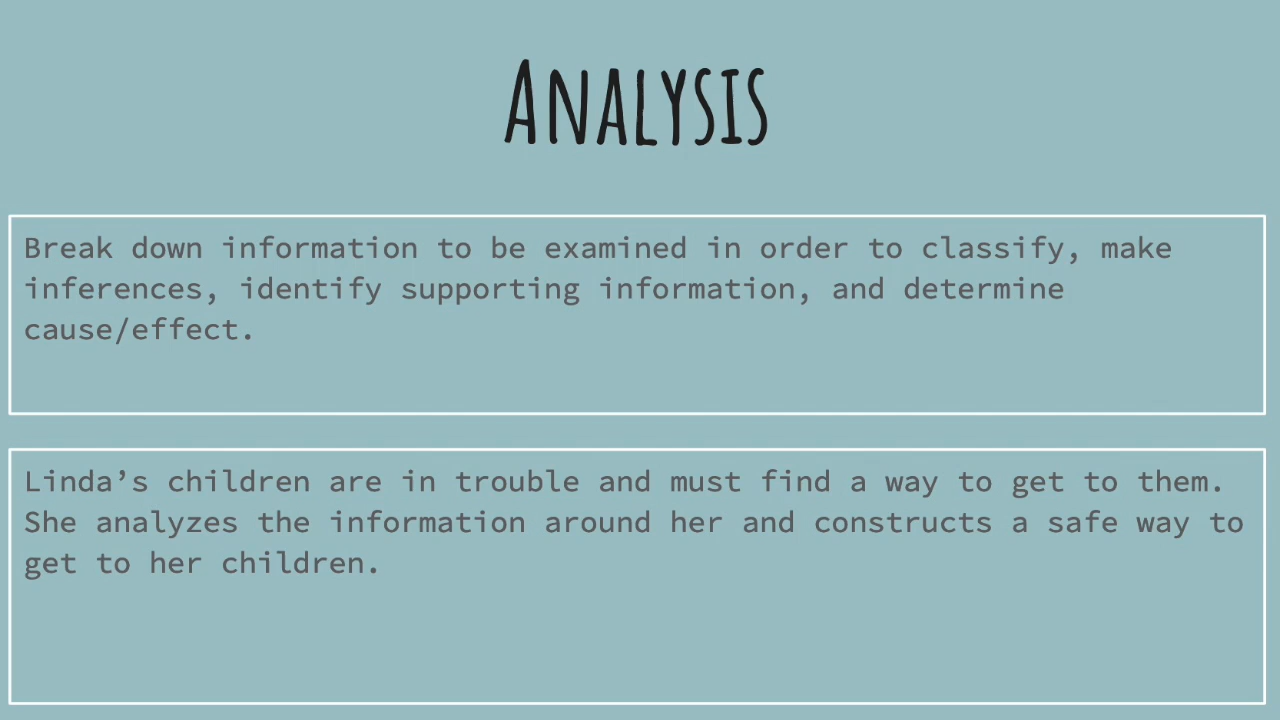 ANALYSIS
Break down information to be examined in order to classify, make
inferences, identify supporting information, and determine
cause/effect.
Linda’s children are in trouble and must find a way to get to them.
She analyzes the information around her and constructs a safe way to
get to her children.